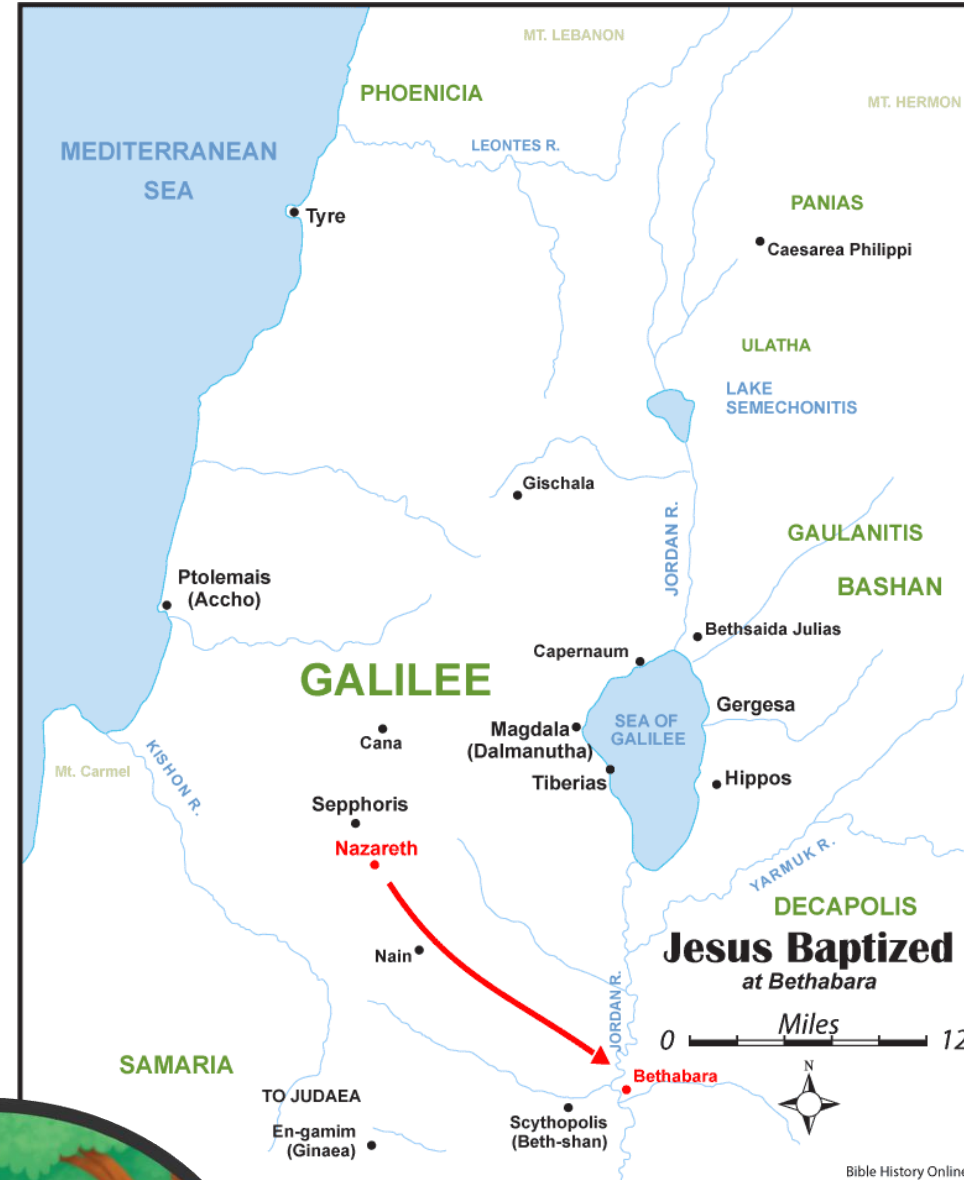 MT. LEBANON
PHOENICIA
MT. HERMON
MEDITERRANEAN
SEA
LEONTES R.
PANIAS
Tyre
Caesarea Philippi
ULATHA
LAKE
SEMECHONITIS
Gischala
JORDAN R.
GAULANITIS
BASHAN
Ptolemais
(Accho)
Bethsaida Julias
Capernaum
GALILEE
Gergesa
SEA OF
GALILEE
Magdala
(Dalmanutha)
Cana
KISHON R.
Mt. Carmel
Tiberias
Hippos
Sepphoris
Nazareth
YARMUK R.
DECAPOLIS
Jesus Baptized
at Bethabara
Nain
JORDAN R.
Miles
0 12
SAMARIA
N
Bethabara
TO JUDAEA
Scythopolis
(Beth-shan)
En-gamim
(Ginaea)
Bible History Online